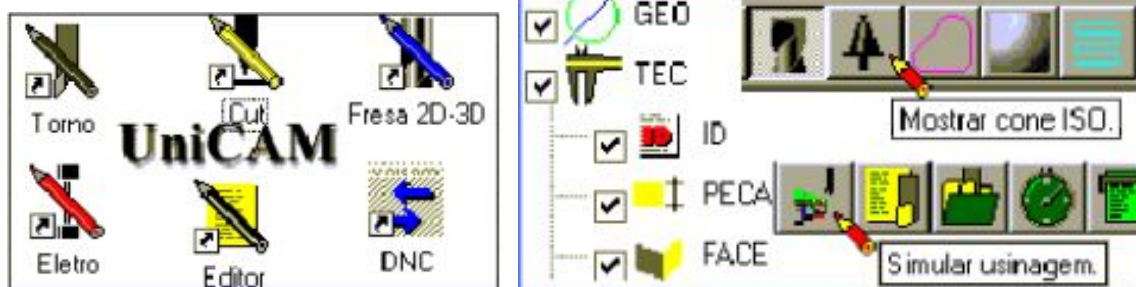 Torno
Cut
Fresa 2D-3D
UniCAM
Eletro
Editor
DNC
GEO
TEC
ID
PECA
FACE
Mostrar cone ISO.
Simular usinagem.